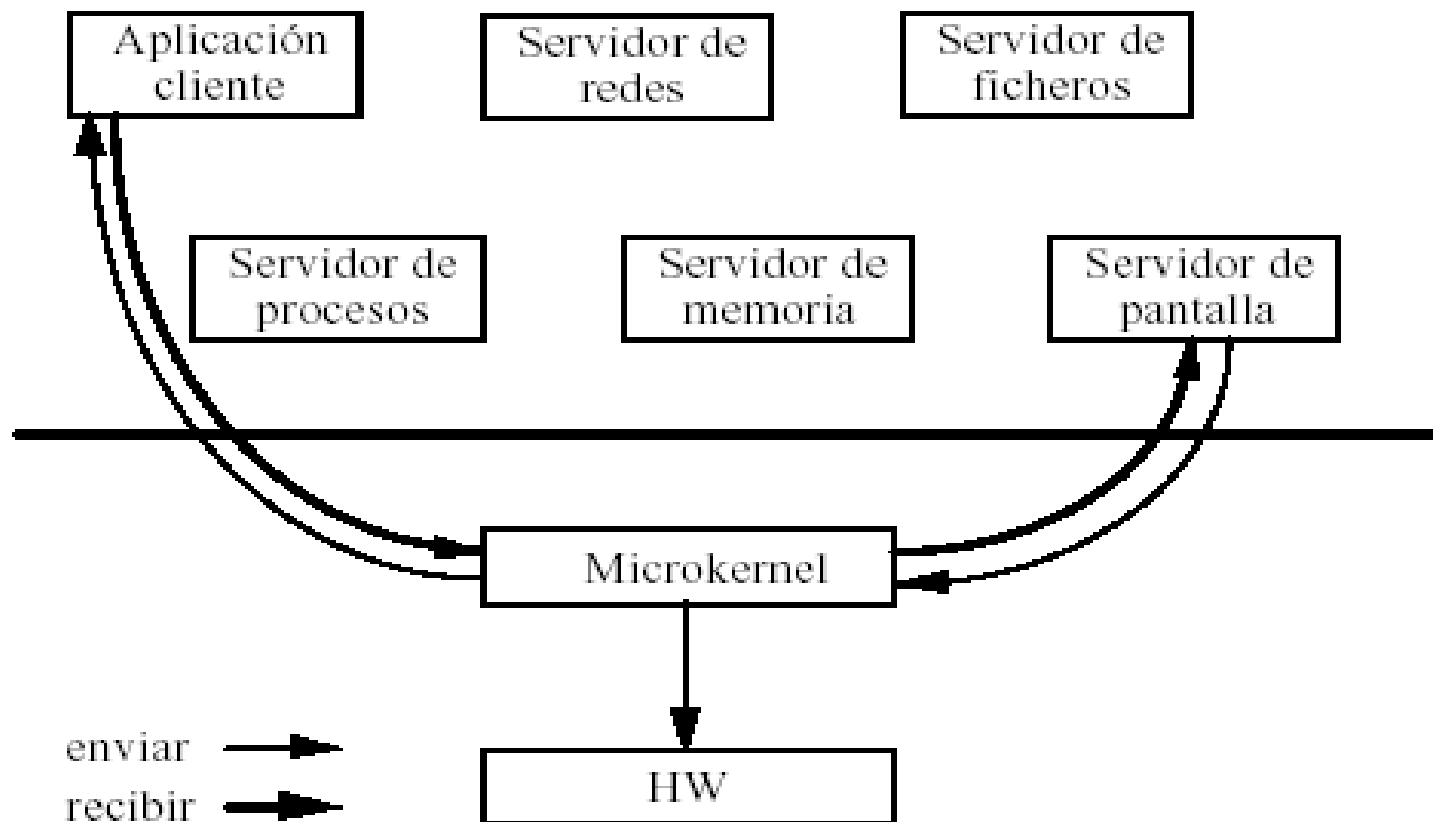 Aplicación
cliente
Servidor de
redes
Servidor de
ficheros
Servidor de
procesos
Servidor de
memoria
Servidor de
pantalla
Microkernel
HW
enviar
recibir